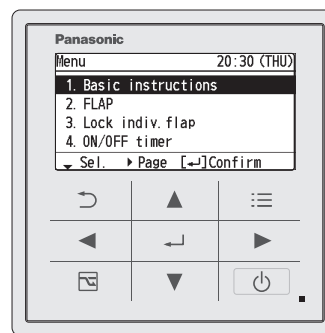 Panasonic
Menu 20:30 (THU)
1. Basic instructions
2. FLAP
3. Lock indiv.flap
4. ON/OFF timer
Sel. ▸ Page [↵]Confirm